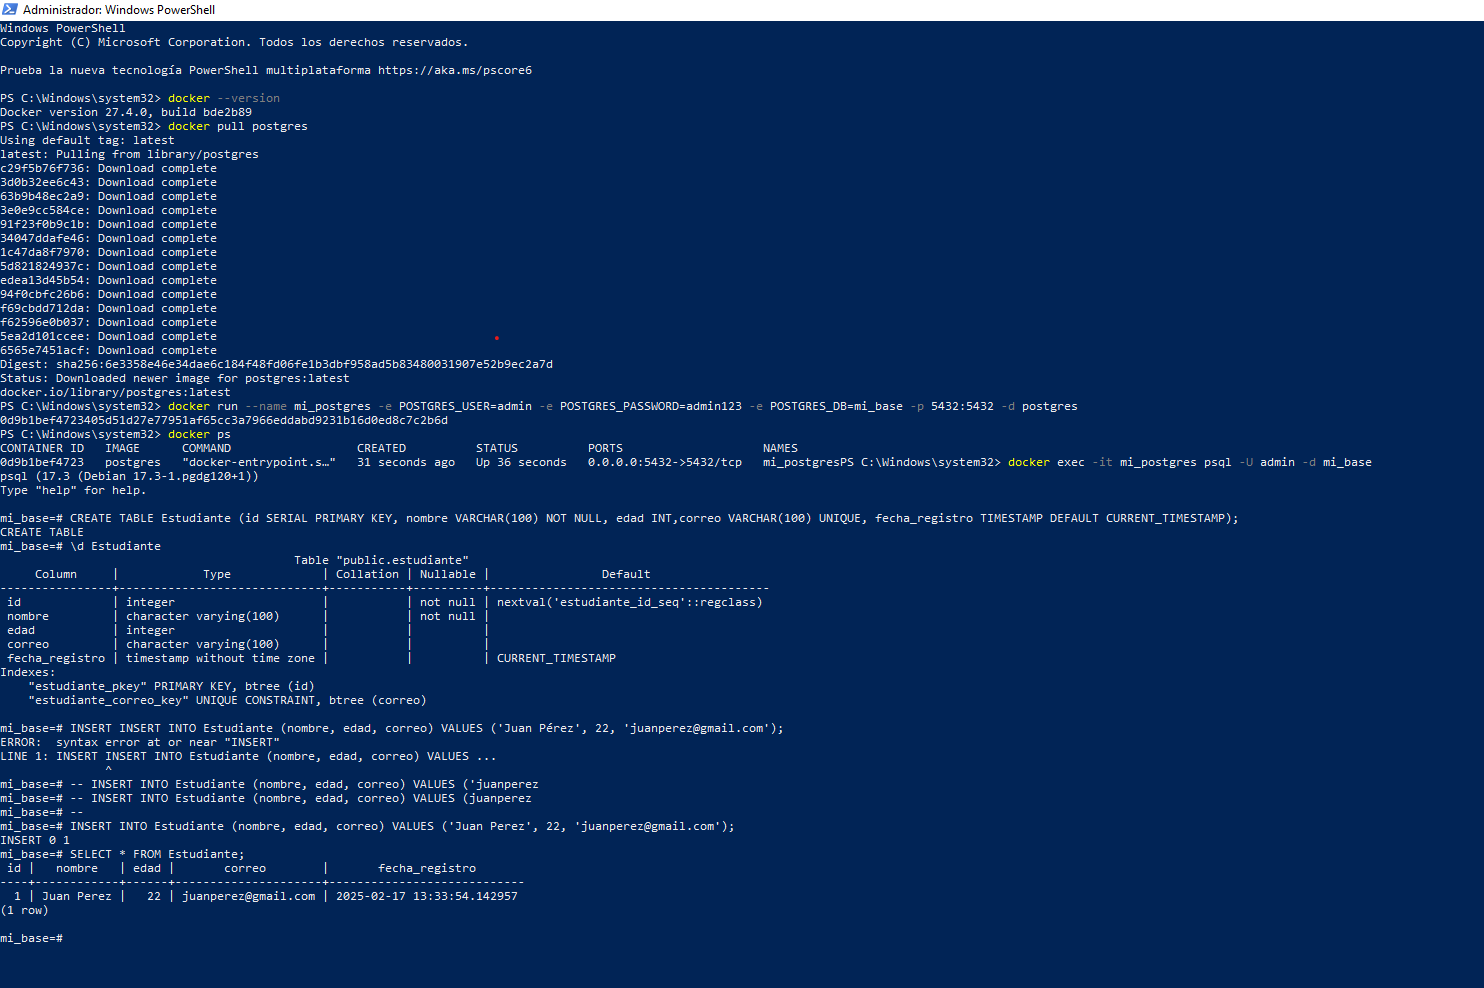 Administrador: Windows PowerShell
Windows PowerShell
Copyright (C) Microsoft Corporation. Todos los derechos reservados.
Prueba la nueva tecnología PowerShell multiplataforma https://aka.ms/pscore6
PS C:\Windows\system32> docker --version
Docker version 27.4.0, build bde2b89
PS C:\Windows\system32> docker pull postgres
Using default tag: latest
latest: Pulling from library/postgres
c29f5b76f736: Download complete
3d0b32ee6c43: Download complete
63b9b48ec2a9: Download complete
3e0e9cc584ce: Download complete
91f23f0b9c1b: Download complete
34047ddafe46: Download complete
1c47da8f7970: Download complete
5d821824937c: Download complete
edea13d45b54: Download complete
94f0cbfc26b6: Download complete
f69cbdd712da: Download complete
f62596e0b037: Download complete
5ea2d101ccee: Download complete
6565e7451acf: Download complete
Digest: sha256:6e3358e46e34dae6c184f48fd06fe1b3dbf958ad5b83480031907e52b9ec2a7d
Status: Downloaded newer image for postgres:latest
docker.io/library/postgres:latest
PS C:\Windows\system32> docker run --name mi_postgres -e POSTGRES_USER=admin -e POSTGRES_PASSWORD=admin123 -e POSTGRES_DB=mi_base -p 5432:5432 -d postgres
0d9b1bef4723405d51d27e77951af65cc3a7966eddabd9231b16d0ed8c7c2b6d
PS C:\Windows\system32> docker ps
CONTAINER ID   IMAGE      COMMAND                  CREATED          STATUS          PORTS                    NAMES
0d9b1bef4723   postgres   "docker-entrypoint.s…"   31 seconds ago   Up 36 seconds   0.0.0.0:5432->5432/tcp   mi_postgresPS C:\Windows\system32> docker exec -it mi_postgres psql -U admin -d mi_base
psql (17.3 (Debian 17.3-1.pgdg120+1))
Type "help" for help.
mi_base=# CREATE TABLE Estudiante (id SERIAL PRIMARY KEY, nombre VARCHAR(100) NOT NULL, edad INT,correo VARCHAR(100) UNIQUE, fecha_registro TIMESTAMP DEFAULT CURRENT_TIMESTAMP);
CREATE TABLE
mi_base=# \d Estudiante
                                          Table "public.estudiante"
     Column     |            Type             | Collation | Nullable |                Default
----------------+-----------------------------+-----------+----------+----------------------------------------
 id             | integer                     |           | not null | nextval('estudiante_id_seq'::regclass)
 nombre         | character varying(100)      |           | not null |
 edad           | integer                     |           |          |
 correo         | character varying(100)      |           |          |
 fecha_registro | timestamp without time zone |           |          | CURRENT_TIMESTAMP
Indexes:
    "estudiante_pkey" PRIMARY KEY, btree (id)
    "estudiante_correo_key" UNIQUE CONSTRAINT, btree (correo)
mi_base=# INSERT INSERT INTO Estudiante (nombre, edad, correo) VALUES ('Juan Pérez', 22, 'juanperez@gmail.com');
ERROR:  syntax error at or near "INSERT"
LINE 1: INSERT INSERT INTO Estudiante (nombre, edad, correo) VALUES ...
               ^
mi_base=# -- INSERT INTO Estudiante (nombre, edad, correo) VALUES ('juanperez
mi_base=# -- INSERT INTO Estudiante (nombre, edad, correo) VALUES (juanperez
mi_base=# --
mi_base=# INSERT INTO Estudiante (nombre, edad, correo) VALUES ('Juan Perez', 22, 'juanperez@gmail.com');
INSERT 0 1
mi_base=# SELECT * FROM Estudiante;
 id |   nombre   | edad |       correo        |       fecha_registro
----+------------+------+---------------------+----------------------------
  1 | Juan Perez |   22 | juanperez@gmail.com | 2025-02-17 13:33:54.142957
(1 row)
mi_base=#